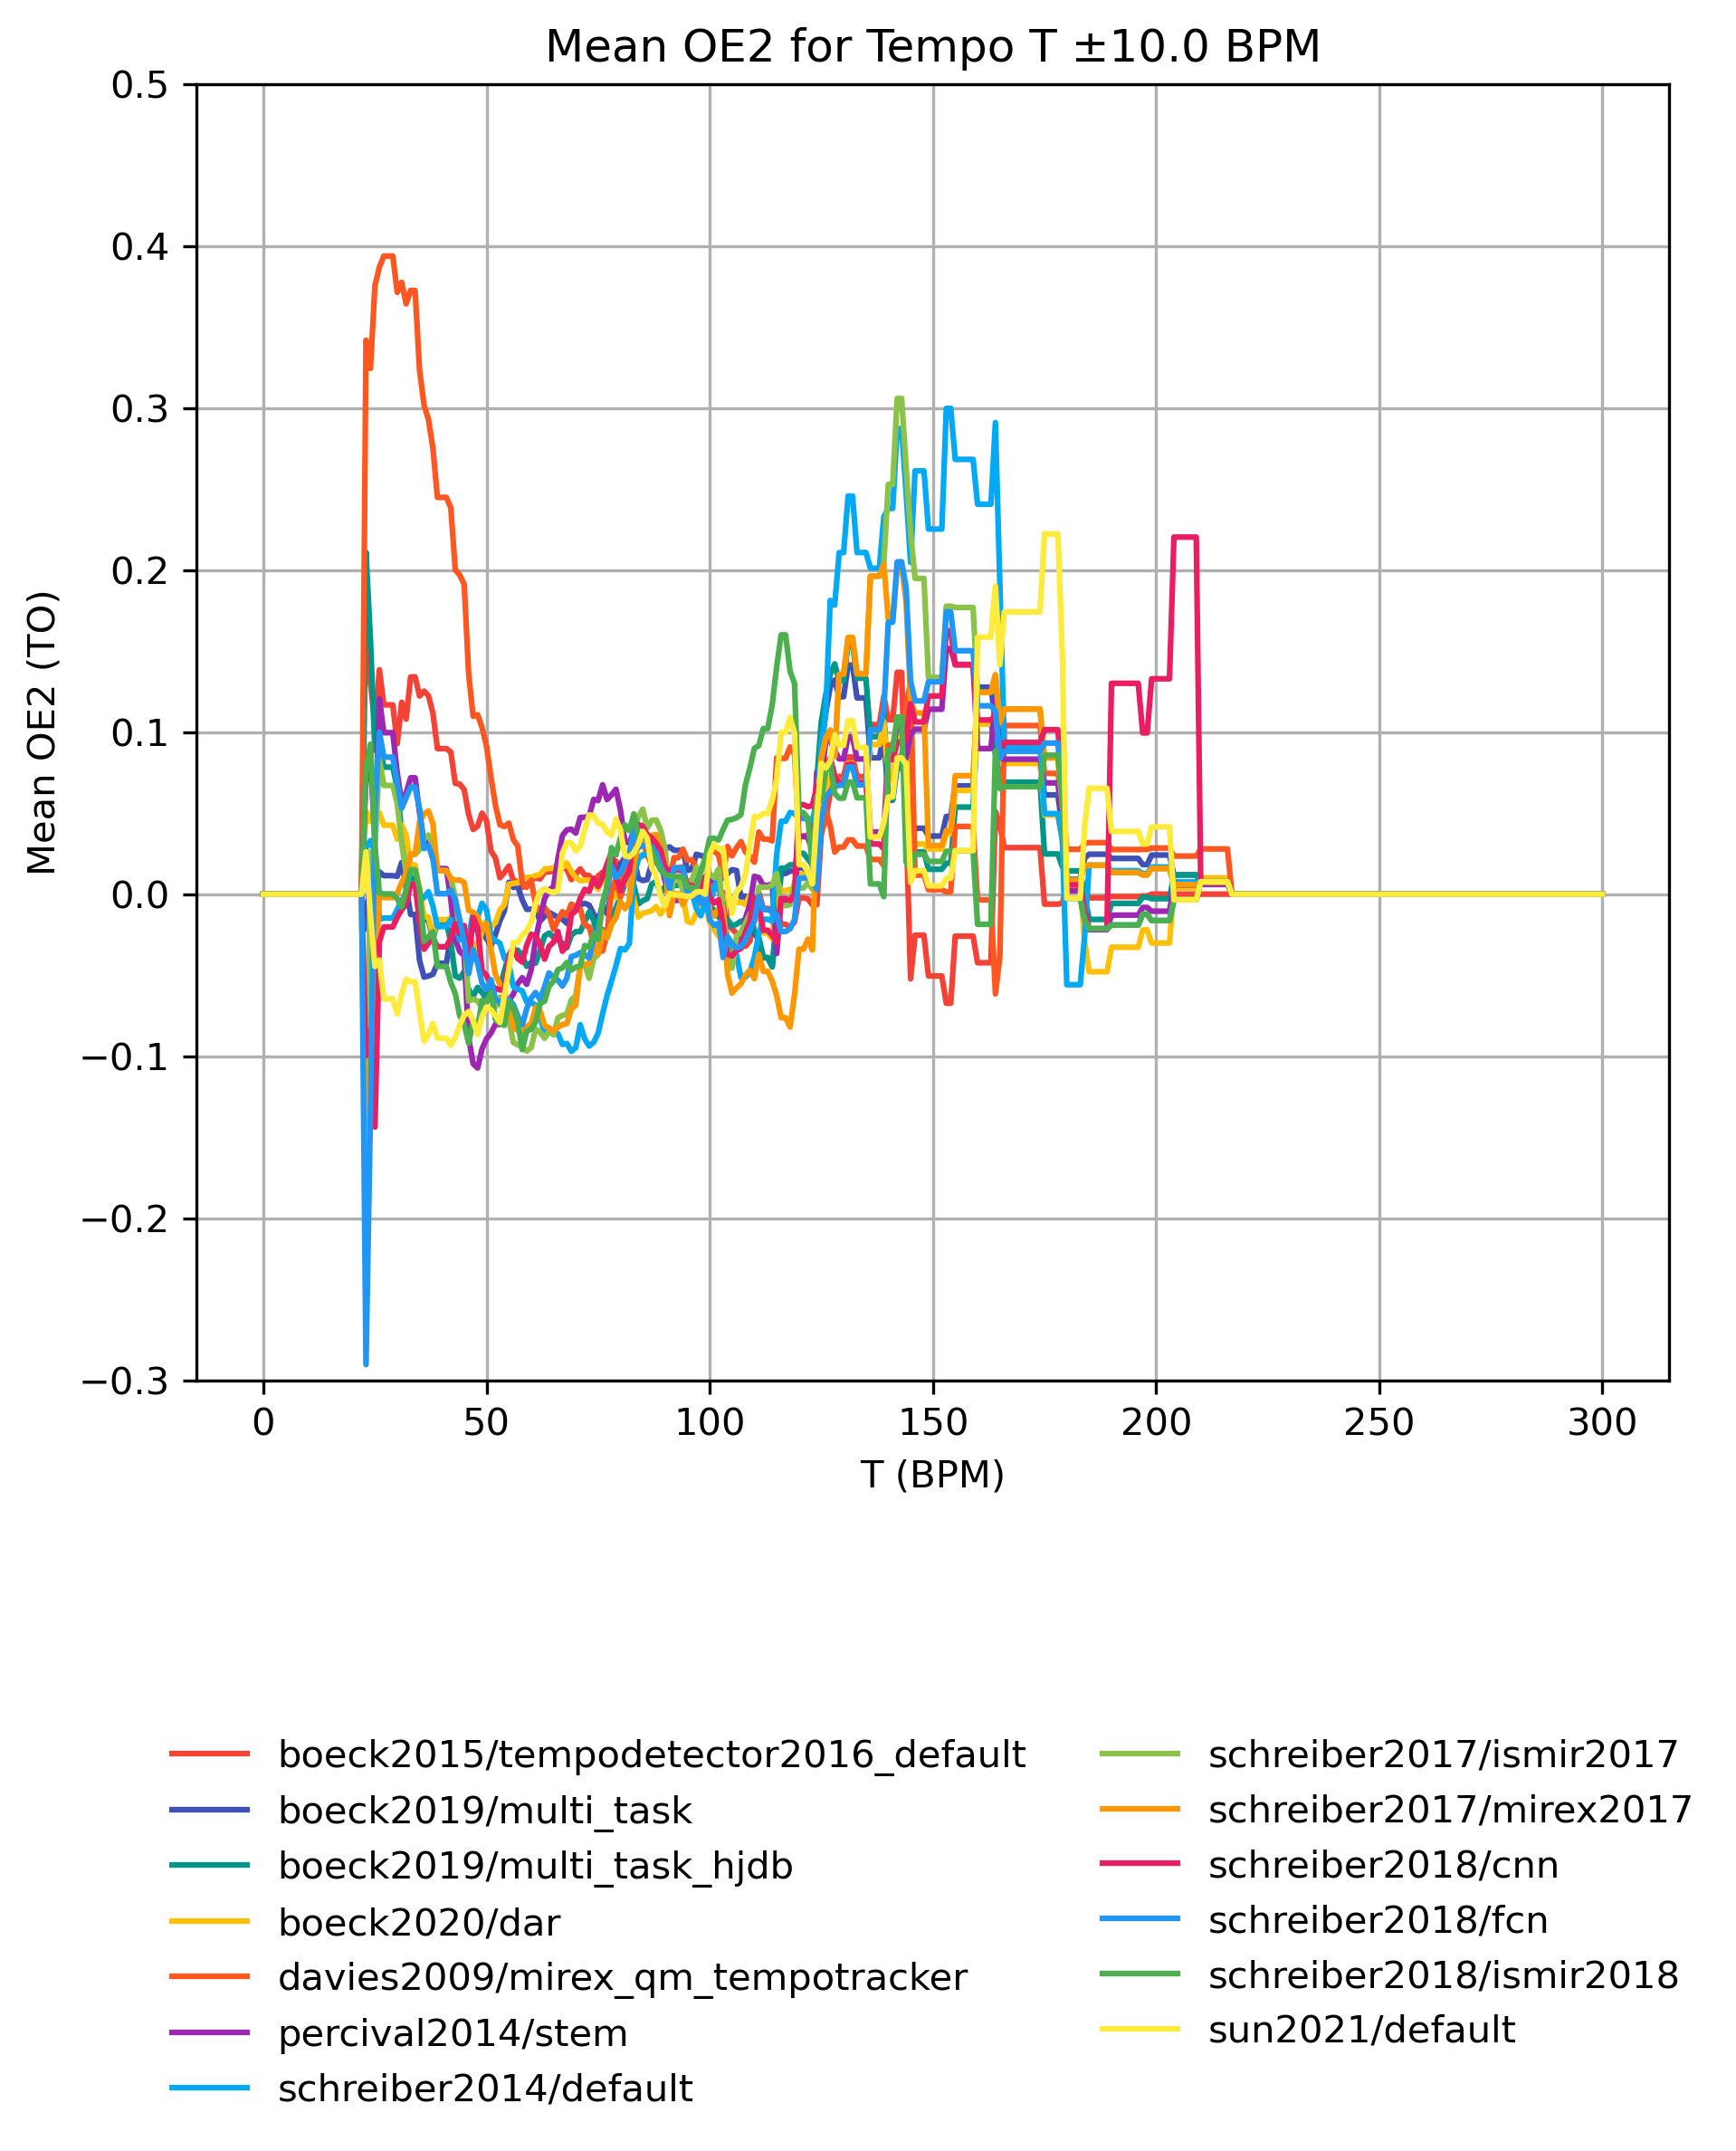 Mean OE2 for Tempo T ±10.0 BPM
0.5
0.4
0.3
0.2
0.1
0.0
−0.1
−0.2
−0.3
Mean OE2 (TO)
0 50 100 150 200 250 300
T (BPM)
boeck2015/tempodetector2016_default
boeck2019/multi_task
boeck2019/multi_task_hjdb
boeck2020/dar
davies2009/mirex_qm_tempotracker
percival2014/stem
schreiber2014/default
schreiber2017/ismir2017
schreiber2017/mirex2017
schreiber2018/cnn
schreiber2018/fcn
schreiber2018/ismir2018
sun2021/default